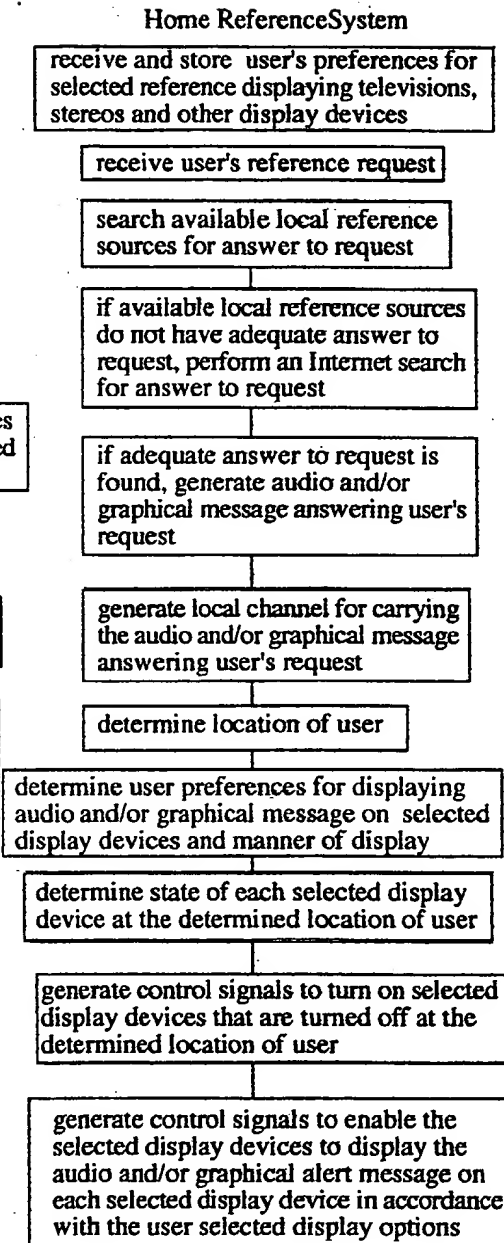 Home ReferenceSystem
receive and store user's preferences for
selected reference displaying televisions,
stereos and other display devices
receive user's reference request
search available local reference
sources for answer to request
if available local reference sources
do not have adequate answer to
request, perform an Internet search
for answer to request
es
ed
if adequate answer to request is
found, generate audio and/or
graphical message answering user's
request
generate local channel for carrying
the audio and/or graphical message
answering user's request
determine location of user
determine user preferences for displaying
audio and/or graphical message on selected
display devices and manner of display
determine state of each selected display
device at the determined location of user
generate control signals to turn on selected
display devices that are turned off at the
determined location of user
generate control signals to enable the
selected display devices to display the
audio and/or graphical alert message on
each selected display device in accordance
with the user selected display options